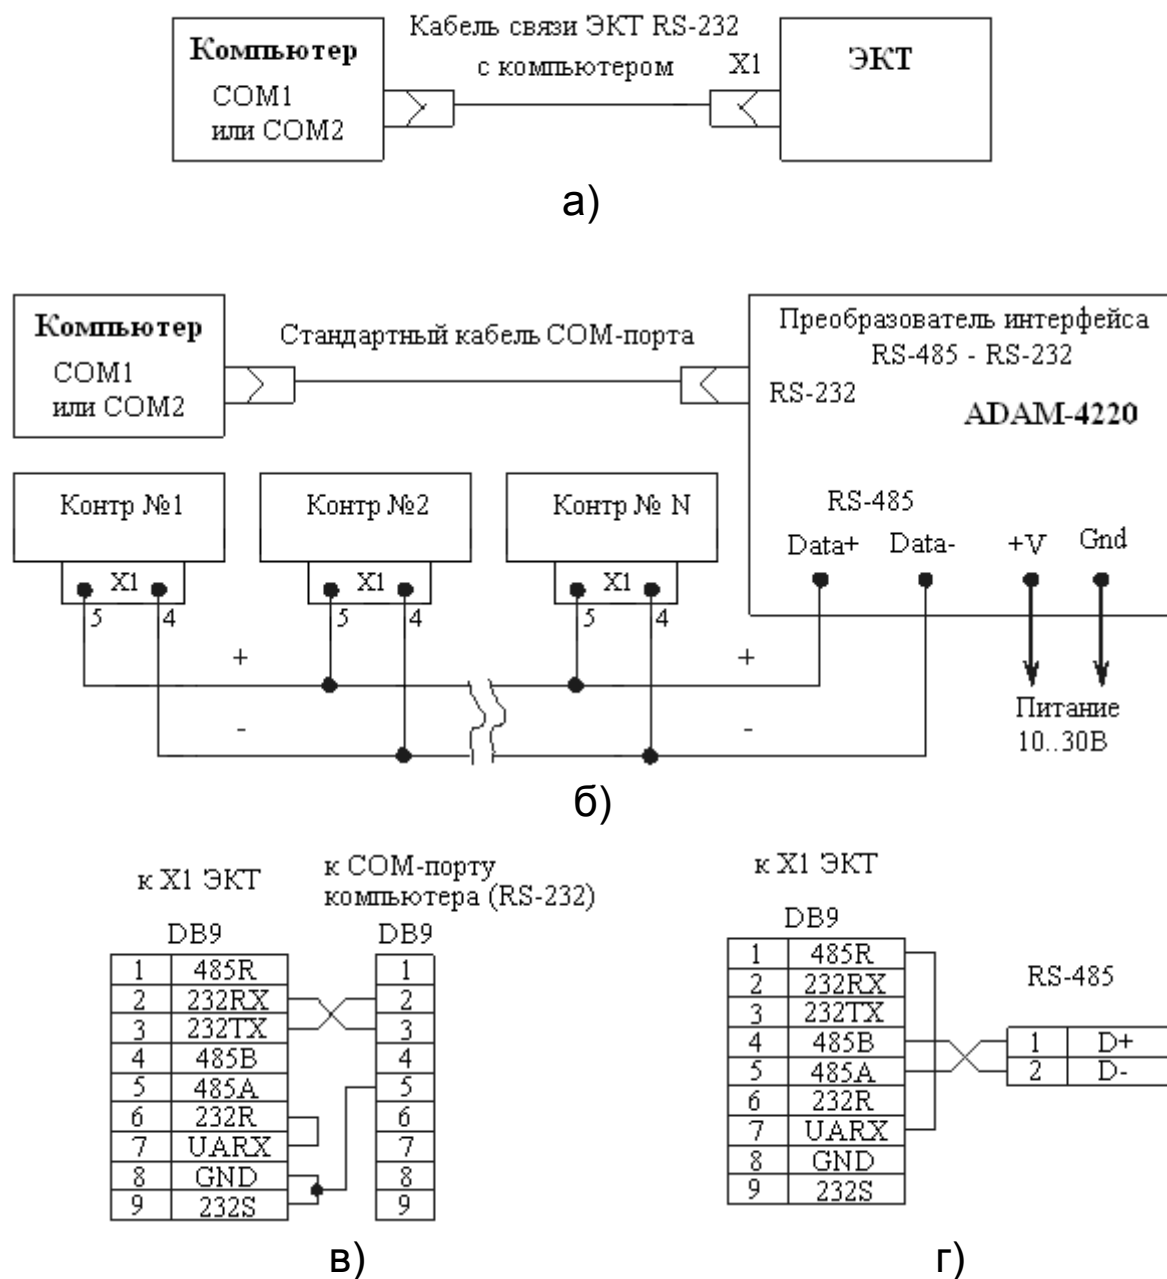 Кабель связи ЭКТ RS-232
с компьютером
Компьютер
COM1
или COM2
X1
ЭКТ
а)
Компьютер
COM1
или COM2
Стандартный кабель COM-порта
Преобразователь интерфейса
RS-485 - RS-232
RS-232
ADAM-4220
Контр №1
Контр №2
Контр № N
RS-485
Data+ Data- +V Gnd
X1
5 4
X1
5 4
X1
5 4
+ +
- -
Питание
10..30В
б)
к X1 ЭКТ
к COM-порту
компьютера (RS-232)
DB9 DB9
1 485R 1
2 232RX 2
3 232TX 3
4 485B 4
5 485A 5
6 232R 6
7 UARX 7
8 GND 8
9 232S 9
в)
к X1 ЭКТ
DB9
1 485R
2 232RX
3 232TX
4 485B
5 485A
6 232R
7 UARX
8 GND
9 232S
RS-485
1 D+
2 D-
г)